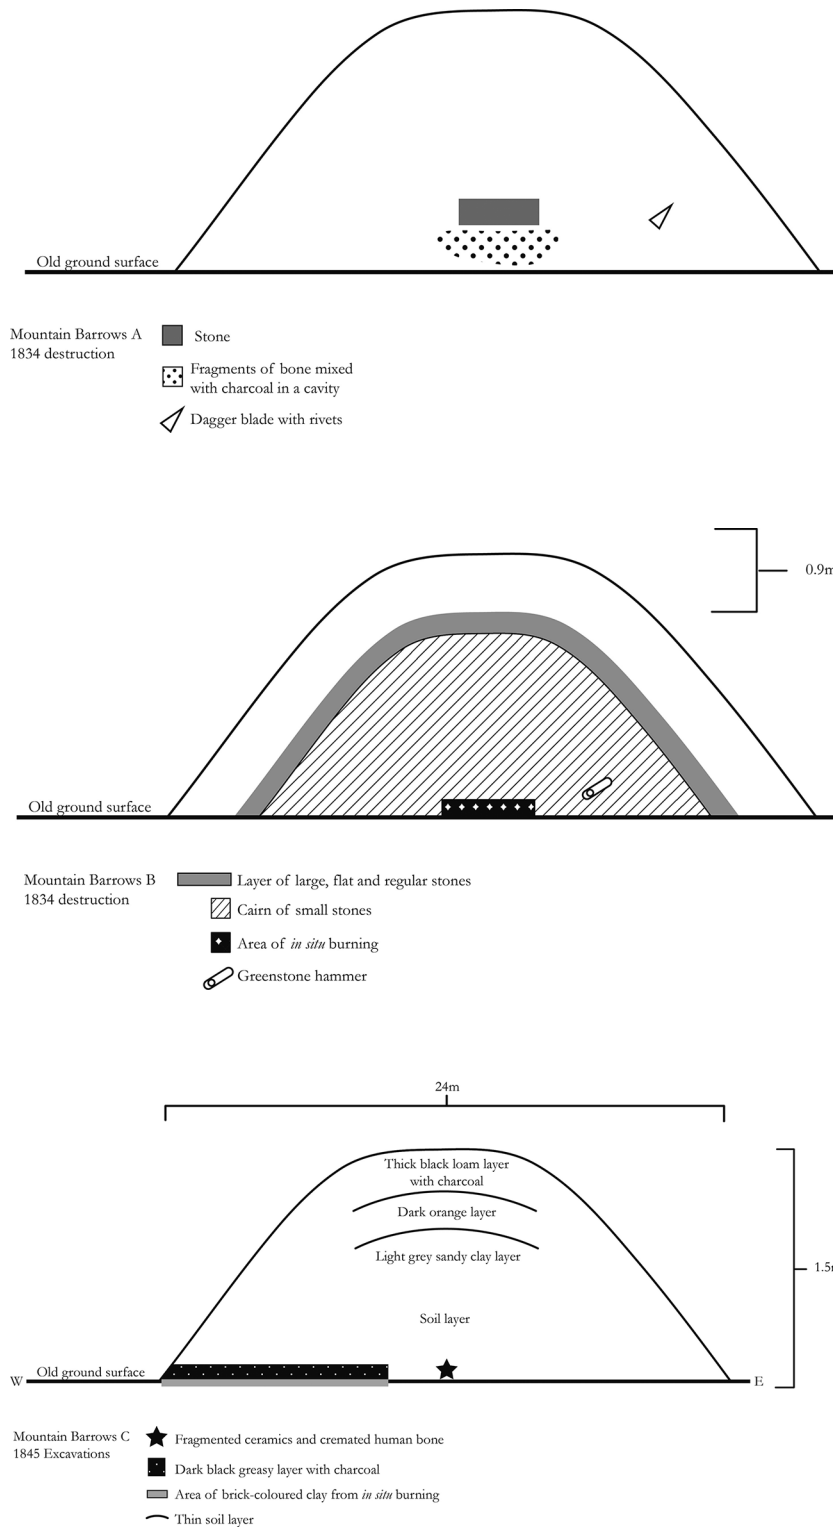 Old ground surface
Mountain Barrows A
1834 destruction
Stone
Fragments of bone mixed
with charcoal in a cavity
Dagger blade with rivets
0.9m
Old ground surface
Mountain Barrows B
1834 destruction
Layer of large, flat and regular stones
Cairn of small stones
Area of in situ burning
Greenstone hammer
24m
Thick black loam layer
with charcoal
Dark orange layer
Light grey sandy clay layer
1.5m
Soil layer
Old ground surface
W
E
Mountain Barrows C
1845 Excavations
Fragmented ceramics and cremated human bone
Dark black greasy layer with charcoal
Area of brick-coloured clay from in situ burning
Thin soil layer